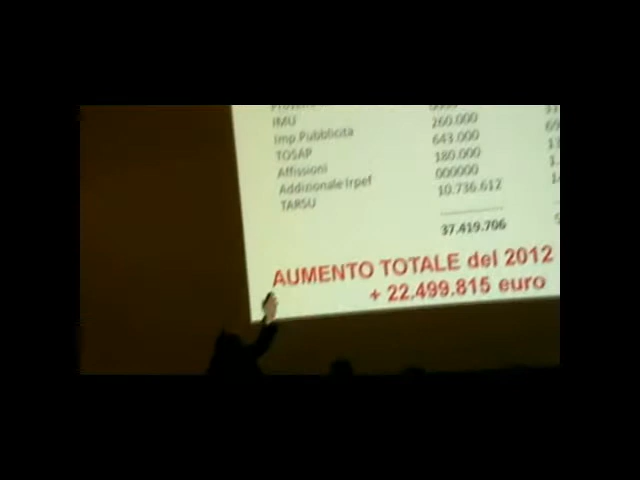 IMU
260.000
Imp.Pubblicita
643.000
TOSAP
180.000
Affissioni
000000
Addizionale Irpef
10.736.612
TARSU
37.419.706
AUMENTO TOTALE del 2012
+ 22.499.815 euro